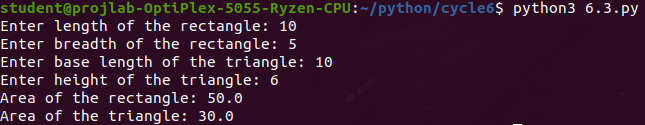 student@projlab-OptiPlex-5055-Ryzen-CPU:~/python/cycle6$ python3 6.3.py
Enter length of the rectangle: 10
Enter breadth of the rectangle: 5
Enter base length of the triangle: 10
Enter height of the triangle: 6
Area of the rectangle: 50.0
Area of the triangle: 30.0